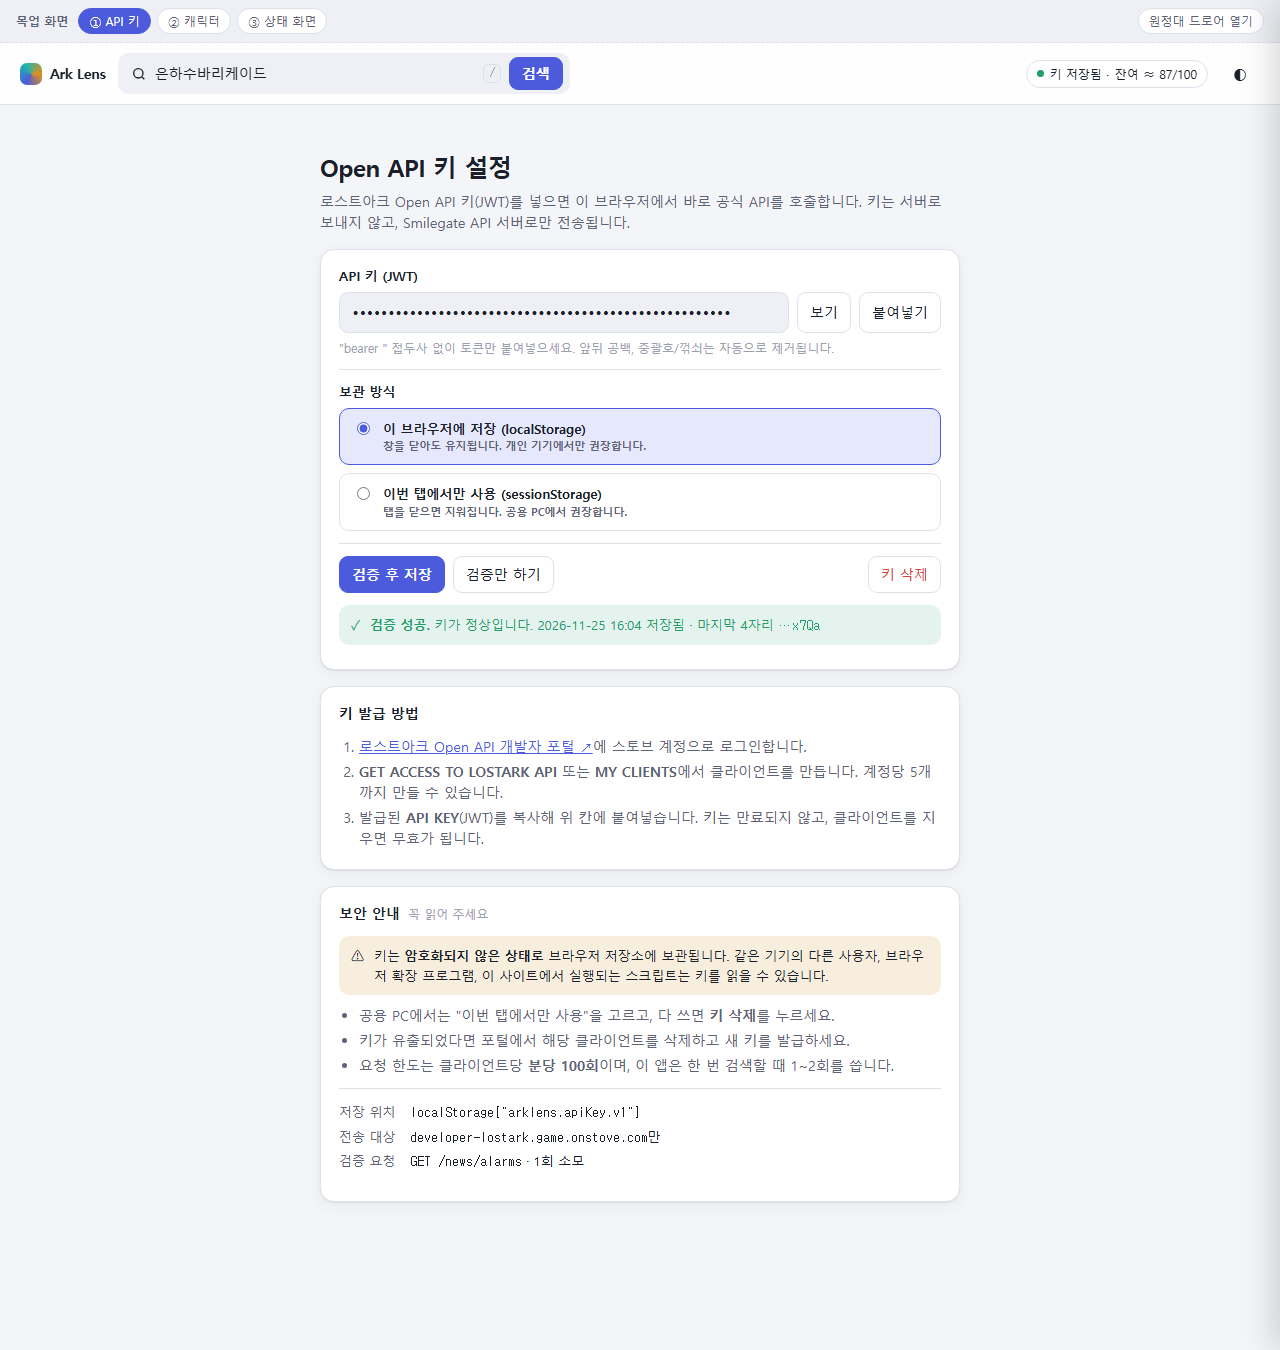 목업 화면 ① API 키 ② 캐릭터 ③ 상태 화면 원정대 드로어 열기
Ark Lens 은하수바리케이드 / 검색 키 저장됨 · 잔여 ≈ 87/100
Open API 키 설정
로스트아크 Open API 키(JWT)를 넣으면 이 브라우저에서 바로 공식 API를 호출합니다. 키는 서버로
보내지 않고, Smilegate API 서버로만 전송됩니다.
API 키 (JWT)
보기 붙여넣기
"bearer " 접두사 없이 토큰만 붙여넣으세요. 앞뒤 공백, 중괄호/꺾쇠는 자동으로 제거됩니다.
보관 방식
이 브라우저에 저장 (localStorage)
창을 닫아도 유지됩니다. 개인 기기에서만 권장합니다.
이번 탭에서만 사용 (sessionStorage)
탭을 닫으면 지워집니다. 공용 PC에서 권장합니다.
검증 후 저장 검증만 하기 키 삭제
✓ 검증 성공. 키가 정상입니다. 2026-11-25 16:04 저장됨 · 마지막 4자리 …x7Qa
키 발급 방법
1. 로스트아크 Open API 개발자 포털 ↗에 스토브 계정으로 로그인합니다.
2. GET ACCESS TO LOSTARK API 또는 MY CLIENTS에서 클라이언트를 만듭니다. 계정당 5개
까지 만들 수 있습니다.
3. 발급된 API KEY(JWT)를 복사해 위 칸에 붙여넣습니다. 키는 만료되지 않고, 클라이언트를 지
우면 무효가 됩니다.
보안 안내 꼭 읽어 주세요
⚠ 키는 암호화되지 않은 상태로 브라우저 저장소에 보관됩니다. 같은 기기의 다른 사용자, 브라우
저 확장 프로그램, 이 사이트에서 실행되는 스크립트는 키를 읽을 수 있습니다.
• 공용 PC에서는 "이번 탭에서만 사용"을 고르고, 다 쓰면 키 삭제를 누르세요.
• 키가 유출되었다면 포털에서 해당 클라이언트를 삭제하고 새 키를 발급하세요.
• 요청 한도는 클라이언트당 분당 100회이며, 이 앱은 한 번 검색할 때 1~2회를 씁니다.
저장 위치 localStorage["arklens.apiKey.v1"]
전송 대상 developer-lostark.game.onstove.com만
검증 요청 GET /news/alarms · 1회 소모